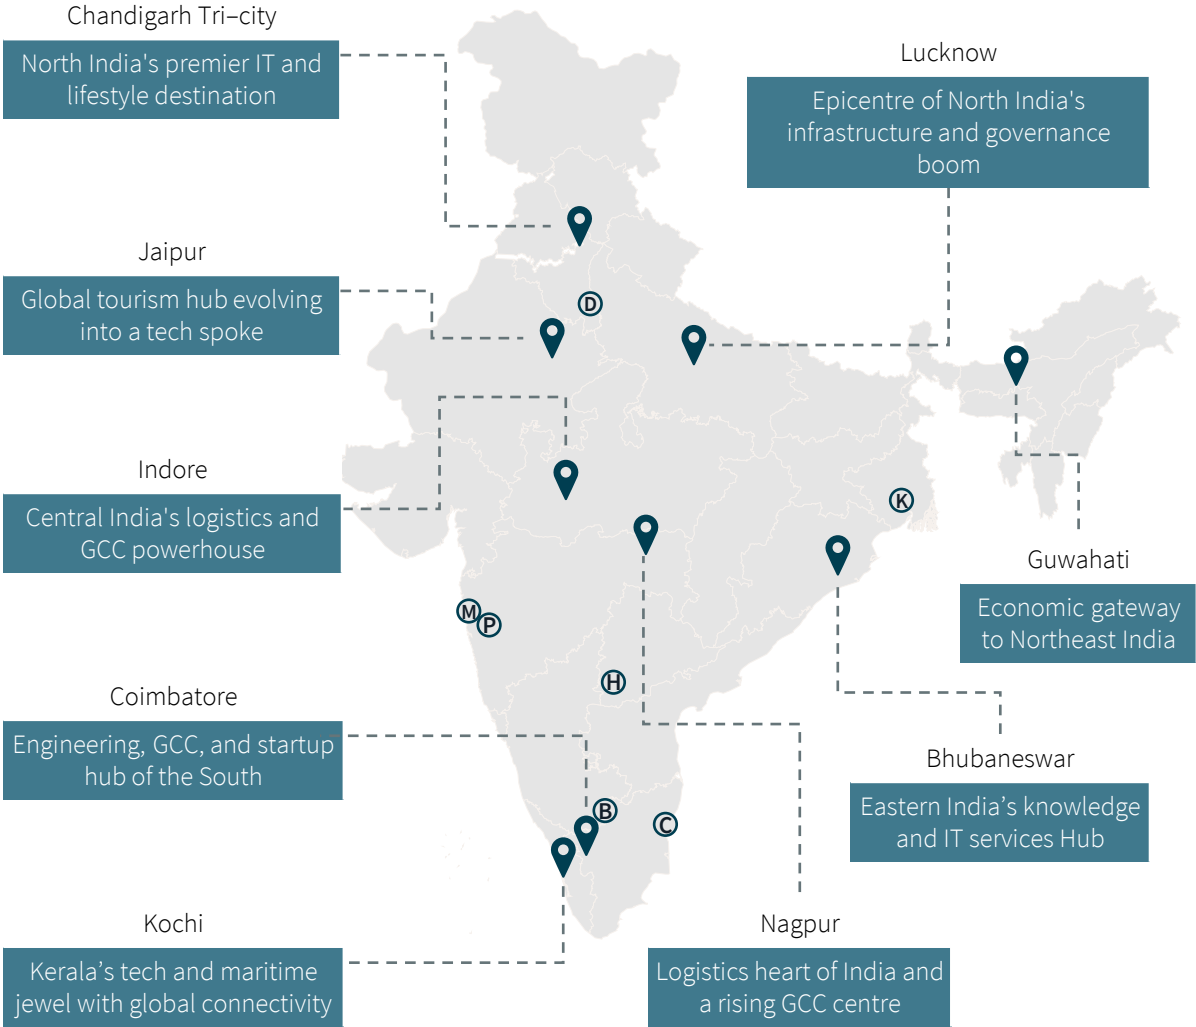 Chandigarh Tri–city
North India's premier IT and
lifestyle destination
Lucknow
Epicentre of North India's
infrastructure and governance
boom
Jaipur
Global tourism hub evolving
into a tech spoke
D
Indore
Central India's logistics and
GCC powerhouse
K
Guwahati
Economic gateway
to Northeast India
M
P
H
Coimbatore
Engineering, GCC, and startup
hub of the South
Bhubaneswar
Eastern India’s knowledge
and IT services Hub
B
C
Kochi
Kerala’s tech and maritime
jewel with global connectivity
Nagpur
Logistics heart of India and
a rising GCC centre